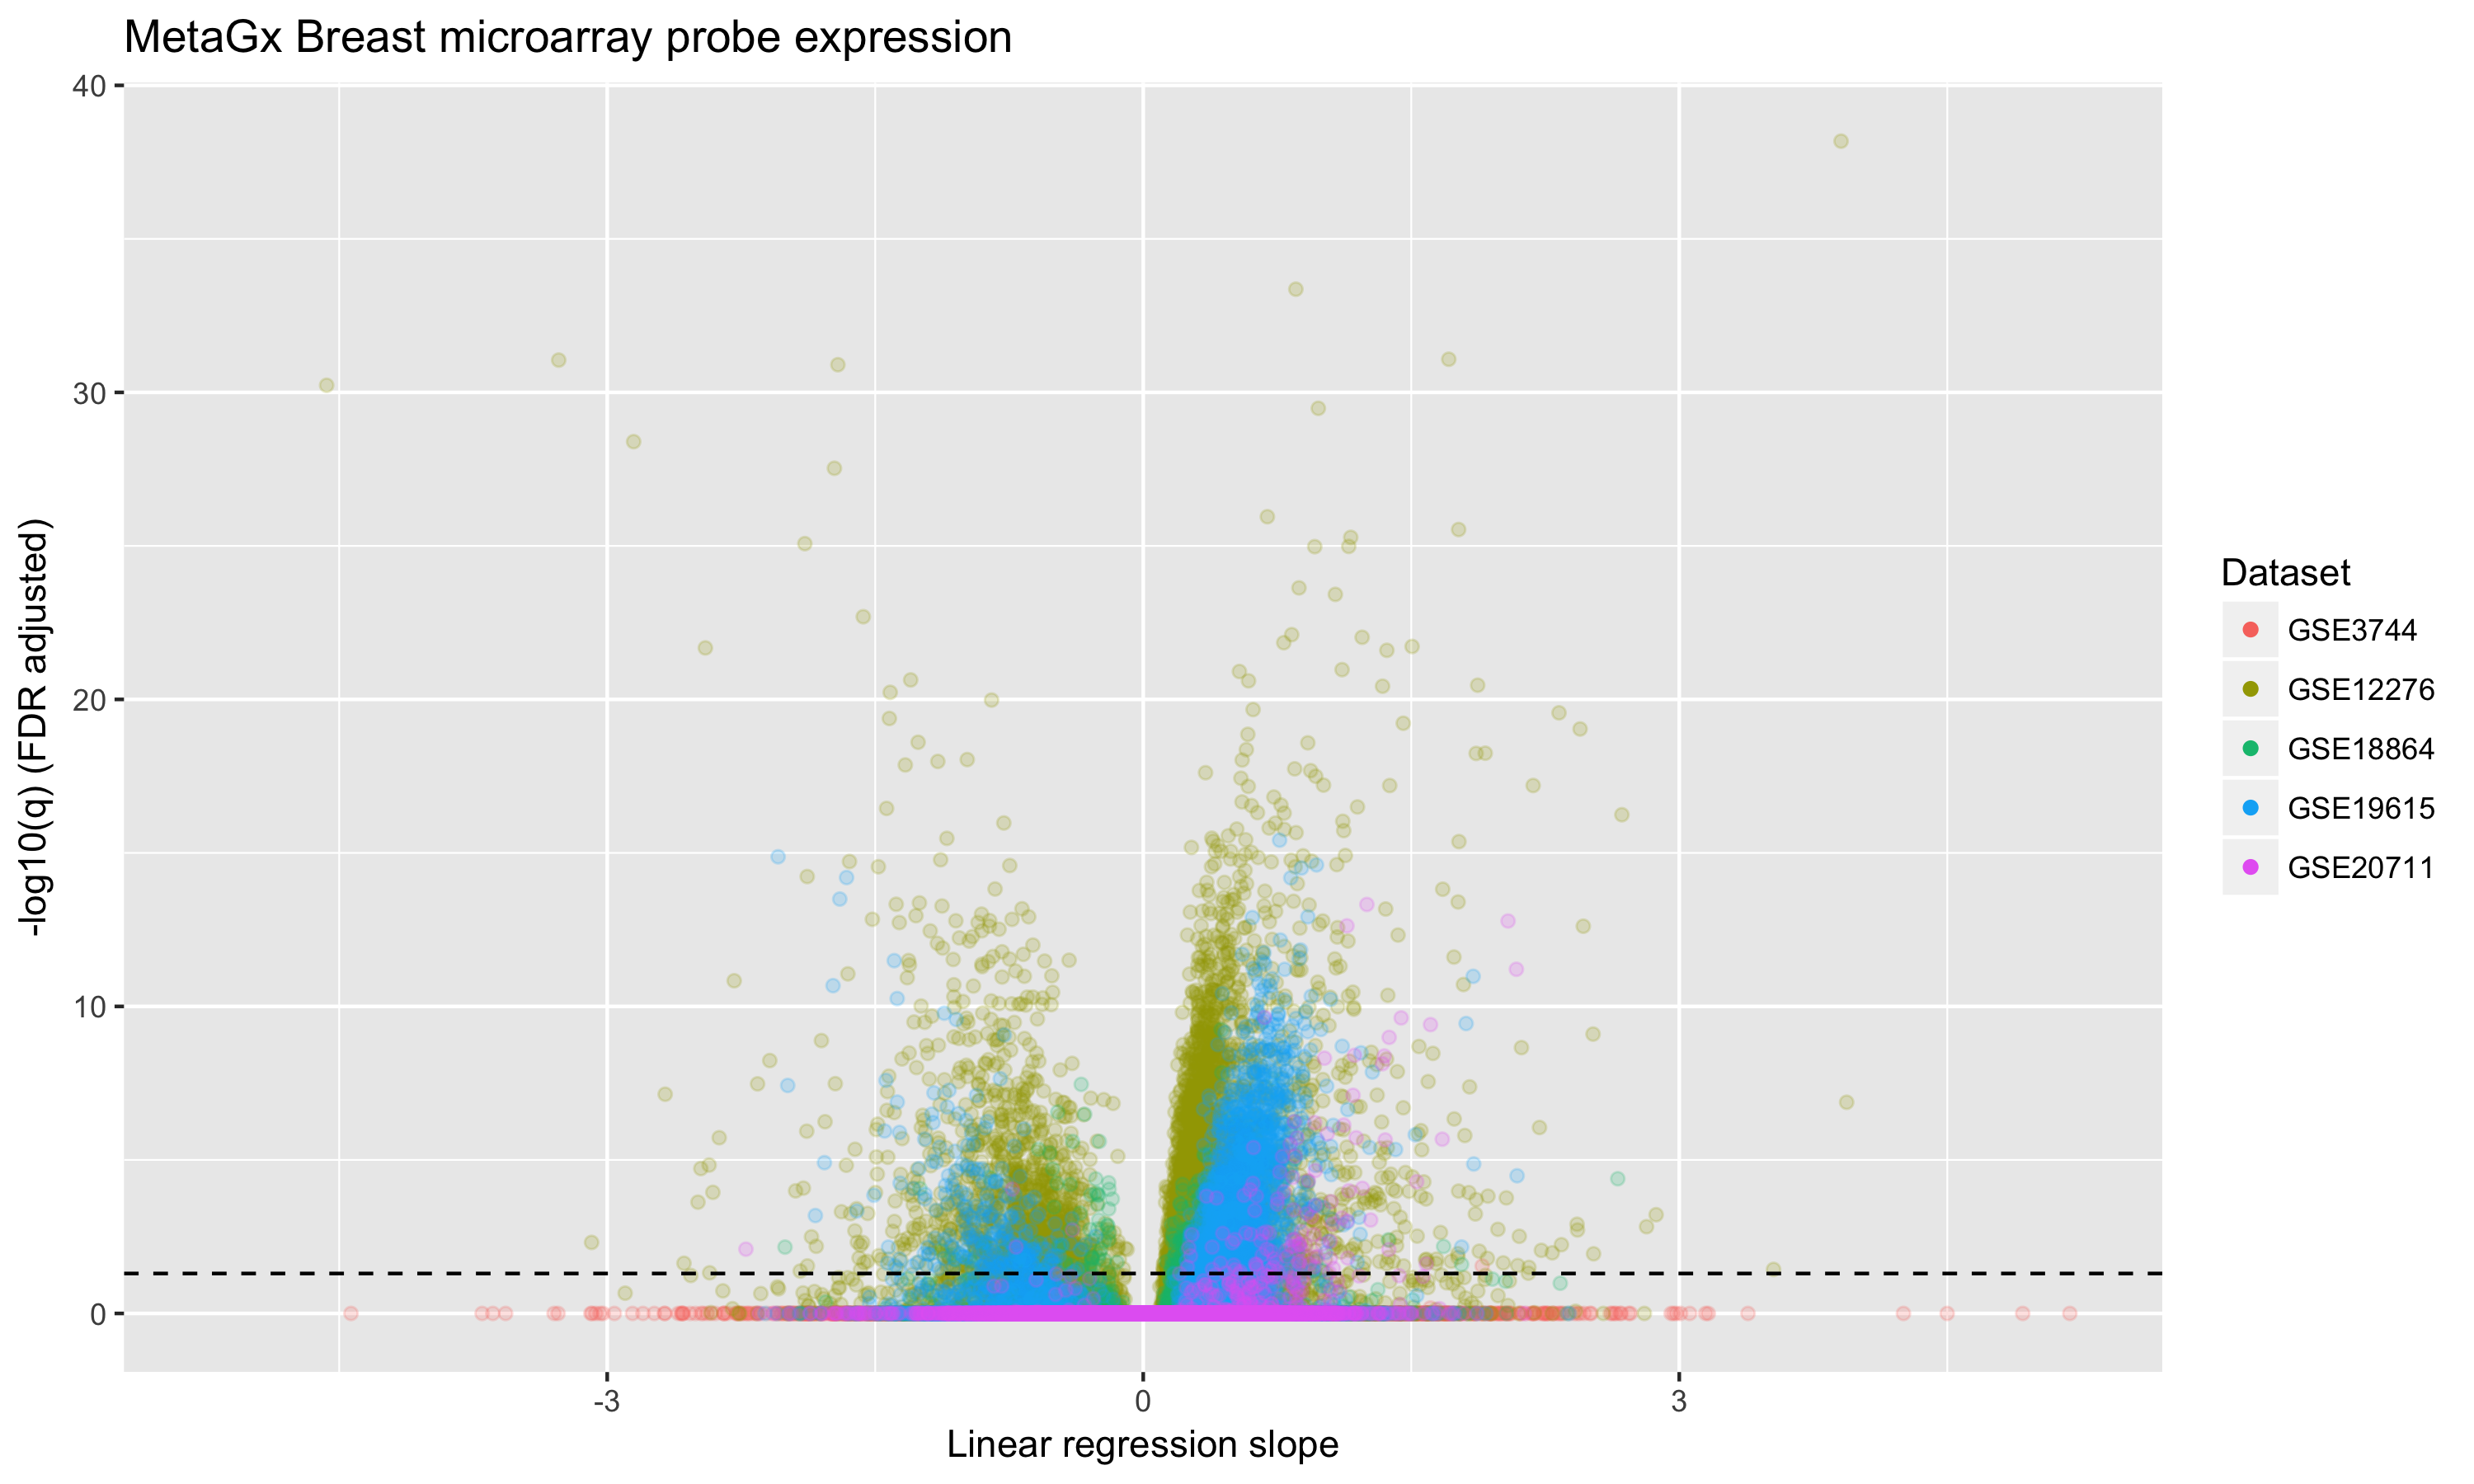 MetaGx Breast microarray probe expression
40
30
20
10
0
-log10(q) (FDR adjusted)
-3
0
3
Linear regression slope
Dataset
GSE3744
GSE12276
GSE18864
GSE19615
GSE20711